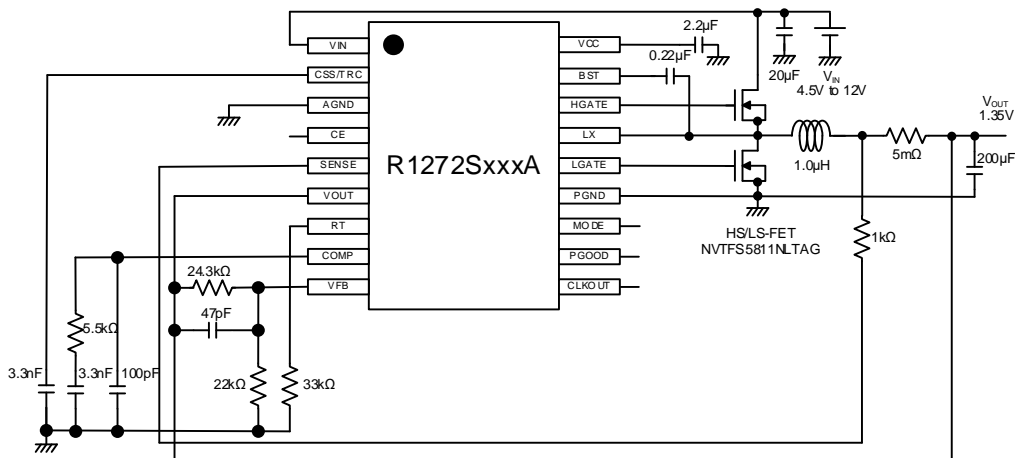 R1272SxxxA
VIN
CSS/TRC
AGND
CE
SENSE
VOUT
RT
COMP
VFB
VCC
BST
HGATE
LX
LGATE
PGND
MODE
PGOOD
CLKOUT
2.2µF
0.22µF
20µF
VIN
4.5V to 12V
VOUT
1.35V
1.0µH
5mΩ
200µF
HS/LS-FET
NVTFS5811NLTAG
1kΩ
24.3kΩ
47pF
5.5kΩ
3.3nF
3.3nF
100pF
22kΩ
33kΩ